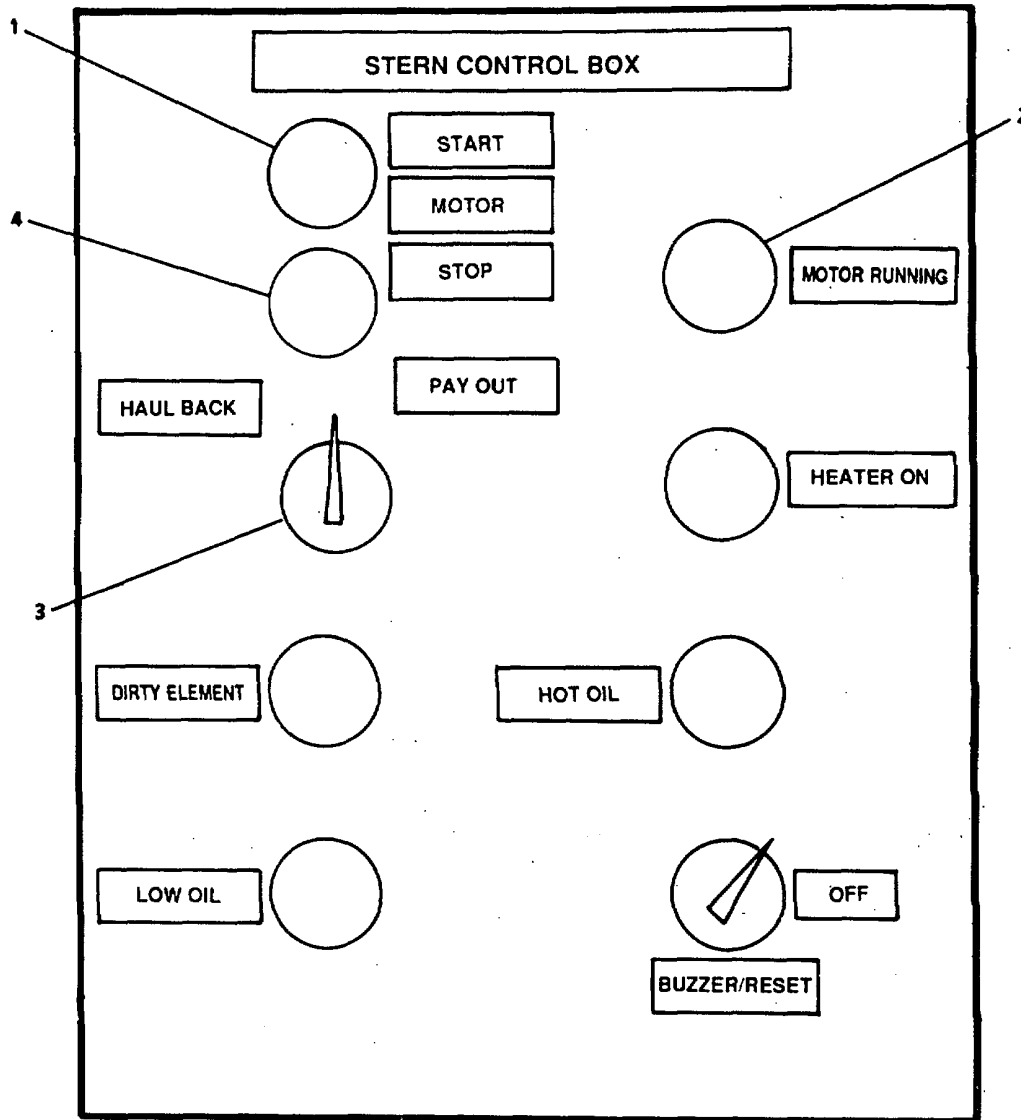 1
STERN CONTROL BOX
START
2
MOTOR
4
STOP
MOTOR RUNNING
PAY OUT
HAUL BACK
HEATER ON
3
DIRTY ELEMENT
HOT OIL
LOW OIL
OFF
BUZZER/RESET